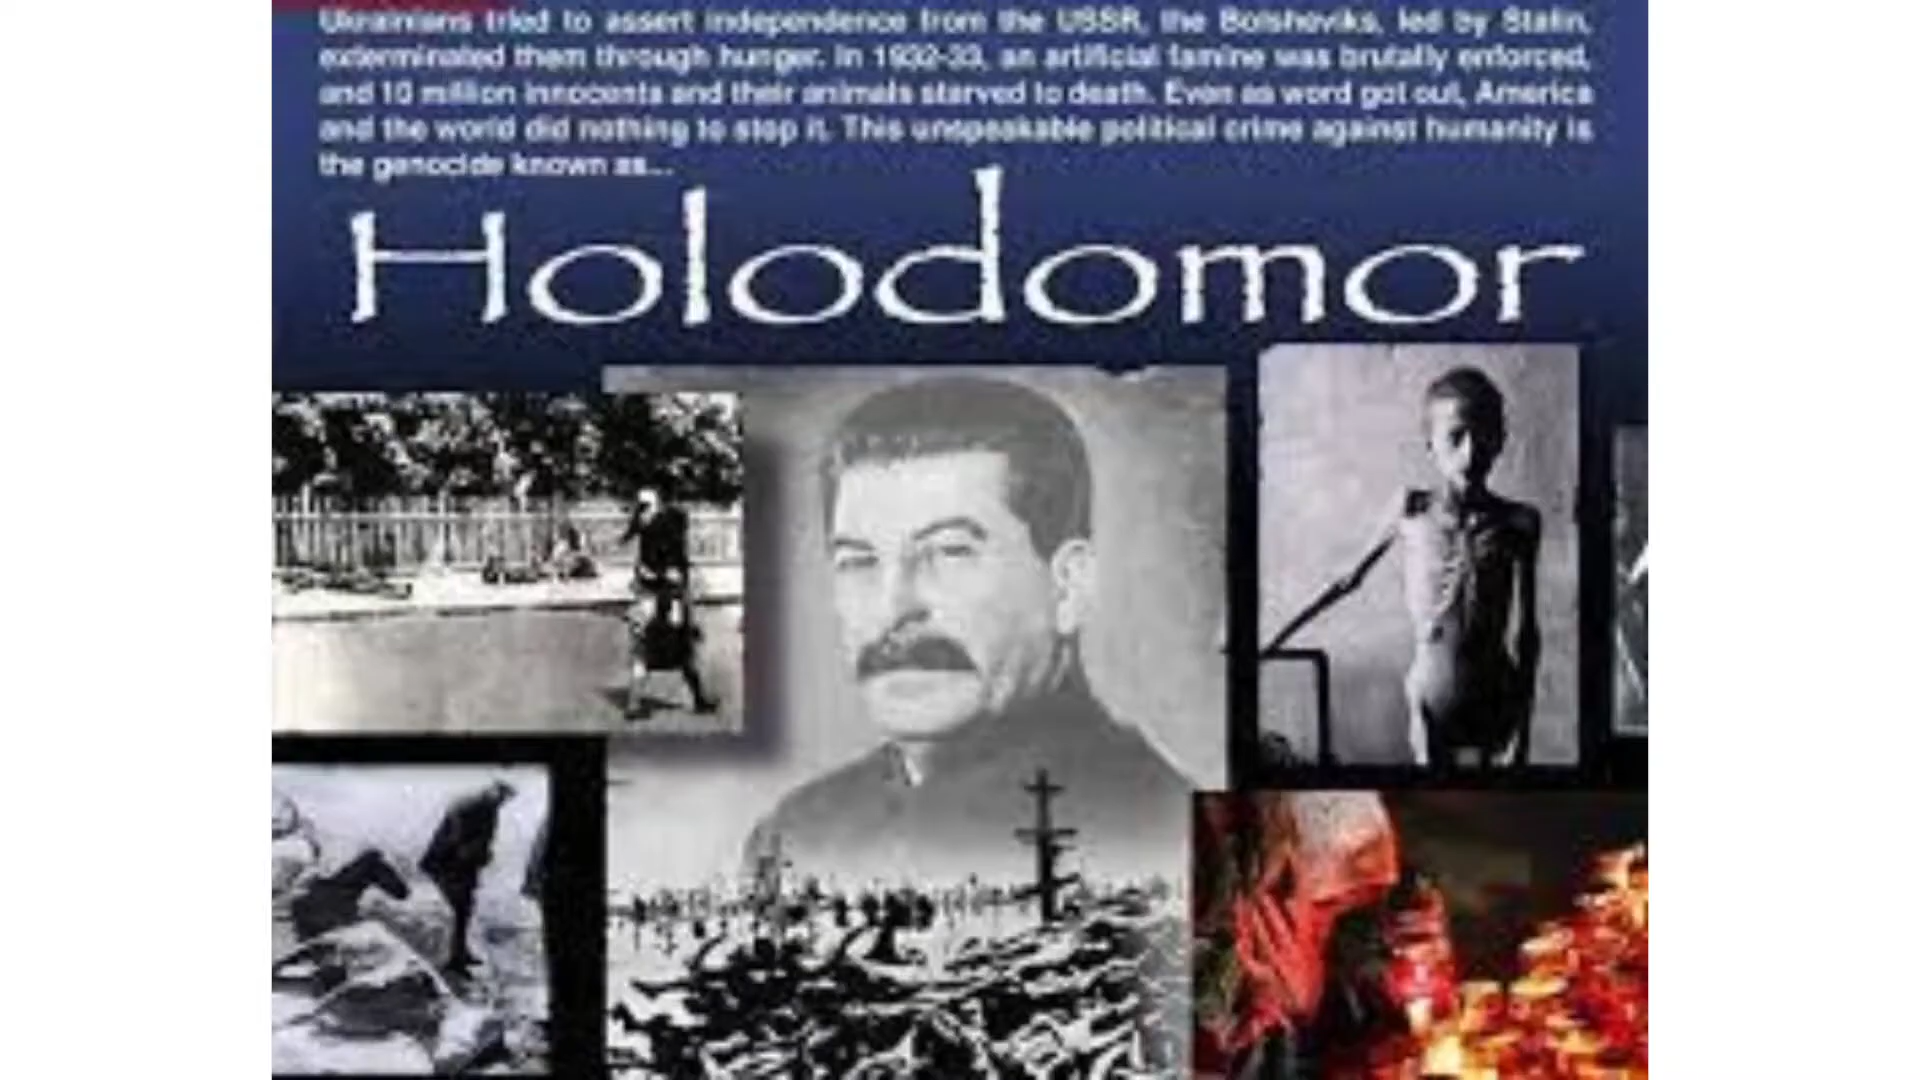 Ukrainians tried to assert independence from the USSR, the Bolsheviks, led by Stalin,
exterminated them through hunger. In 1932-33, an artificial famine was brutally enforced,
and 10 million innocents and their animals starved to death. Even as word got out, America
and the world did nothing to stop it. This unspeakable political crime against humanity is
the genocide known as...
Holodomor